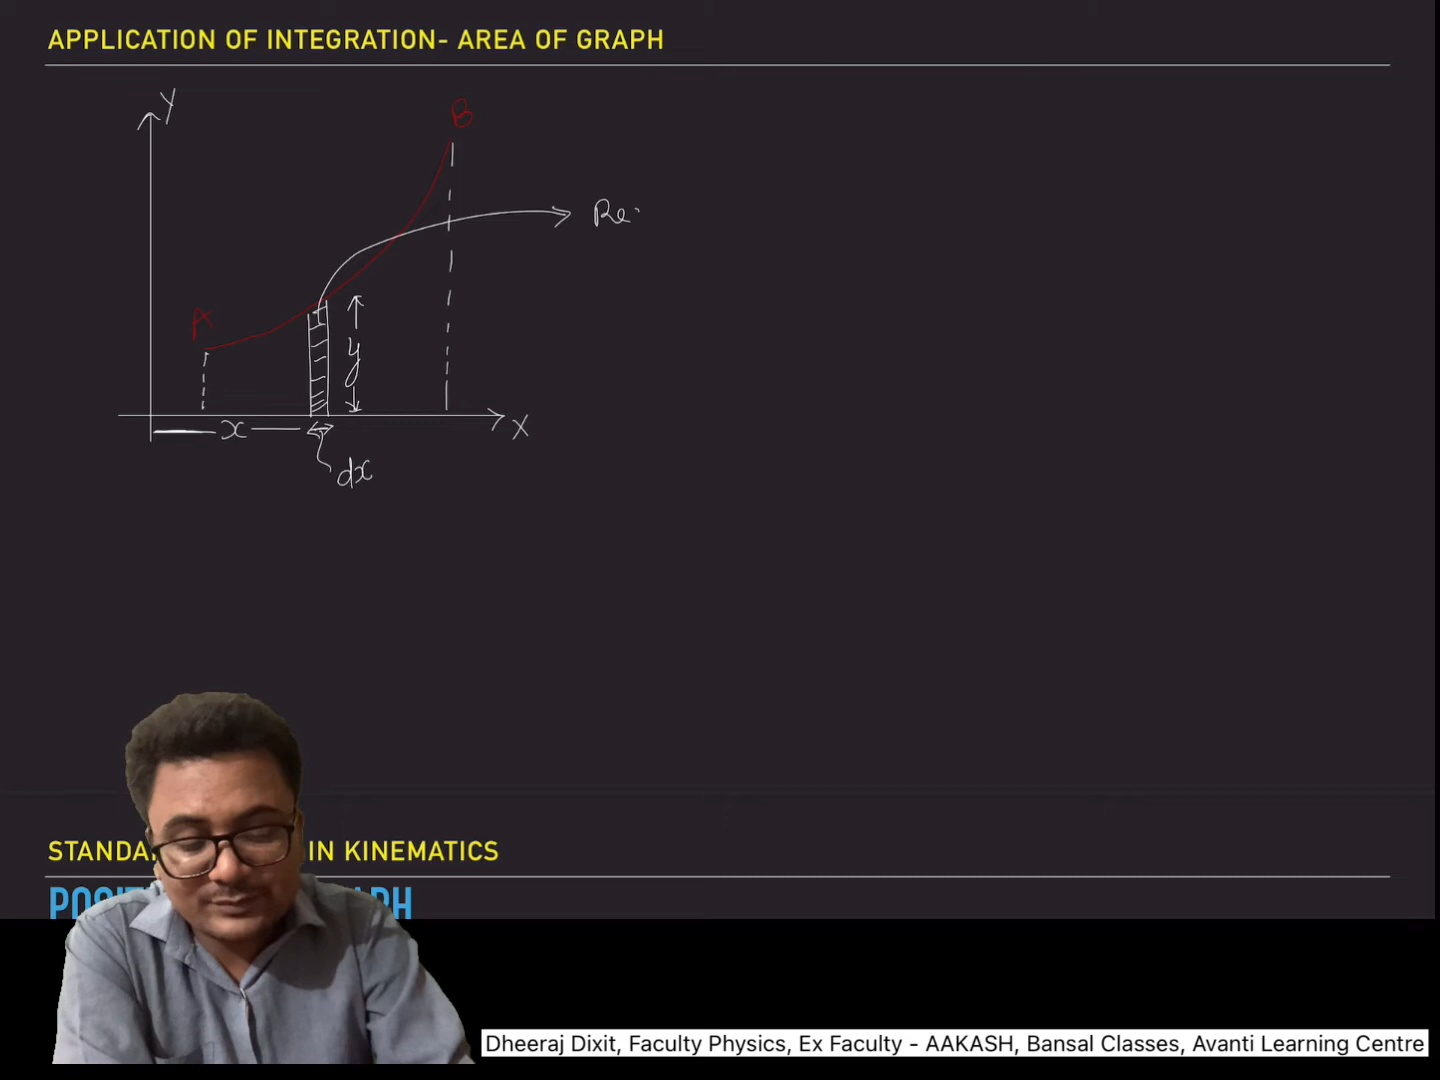 APPLICATION OF INTEGRATION- AREA OF GRAPH
Y
B
Re
A
y
x
X
dx
IN KINEMATICS
Dheeraj Dixit, Faculty Physics, Ex Faculty - AAKASH, Bansal Classes, Avanti Learning Centre